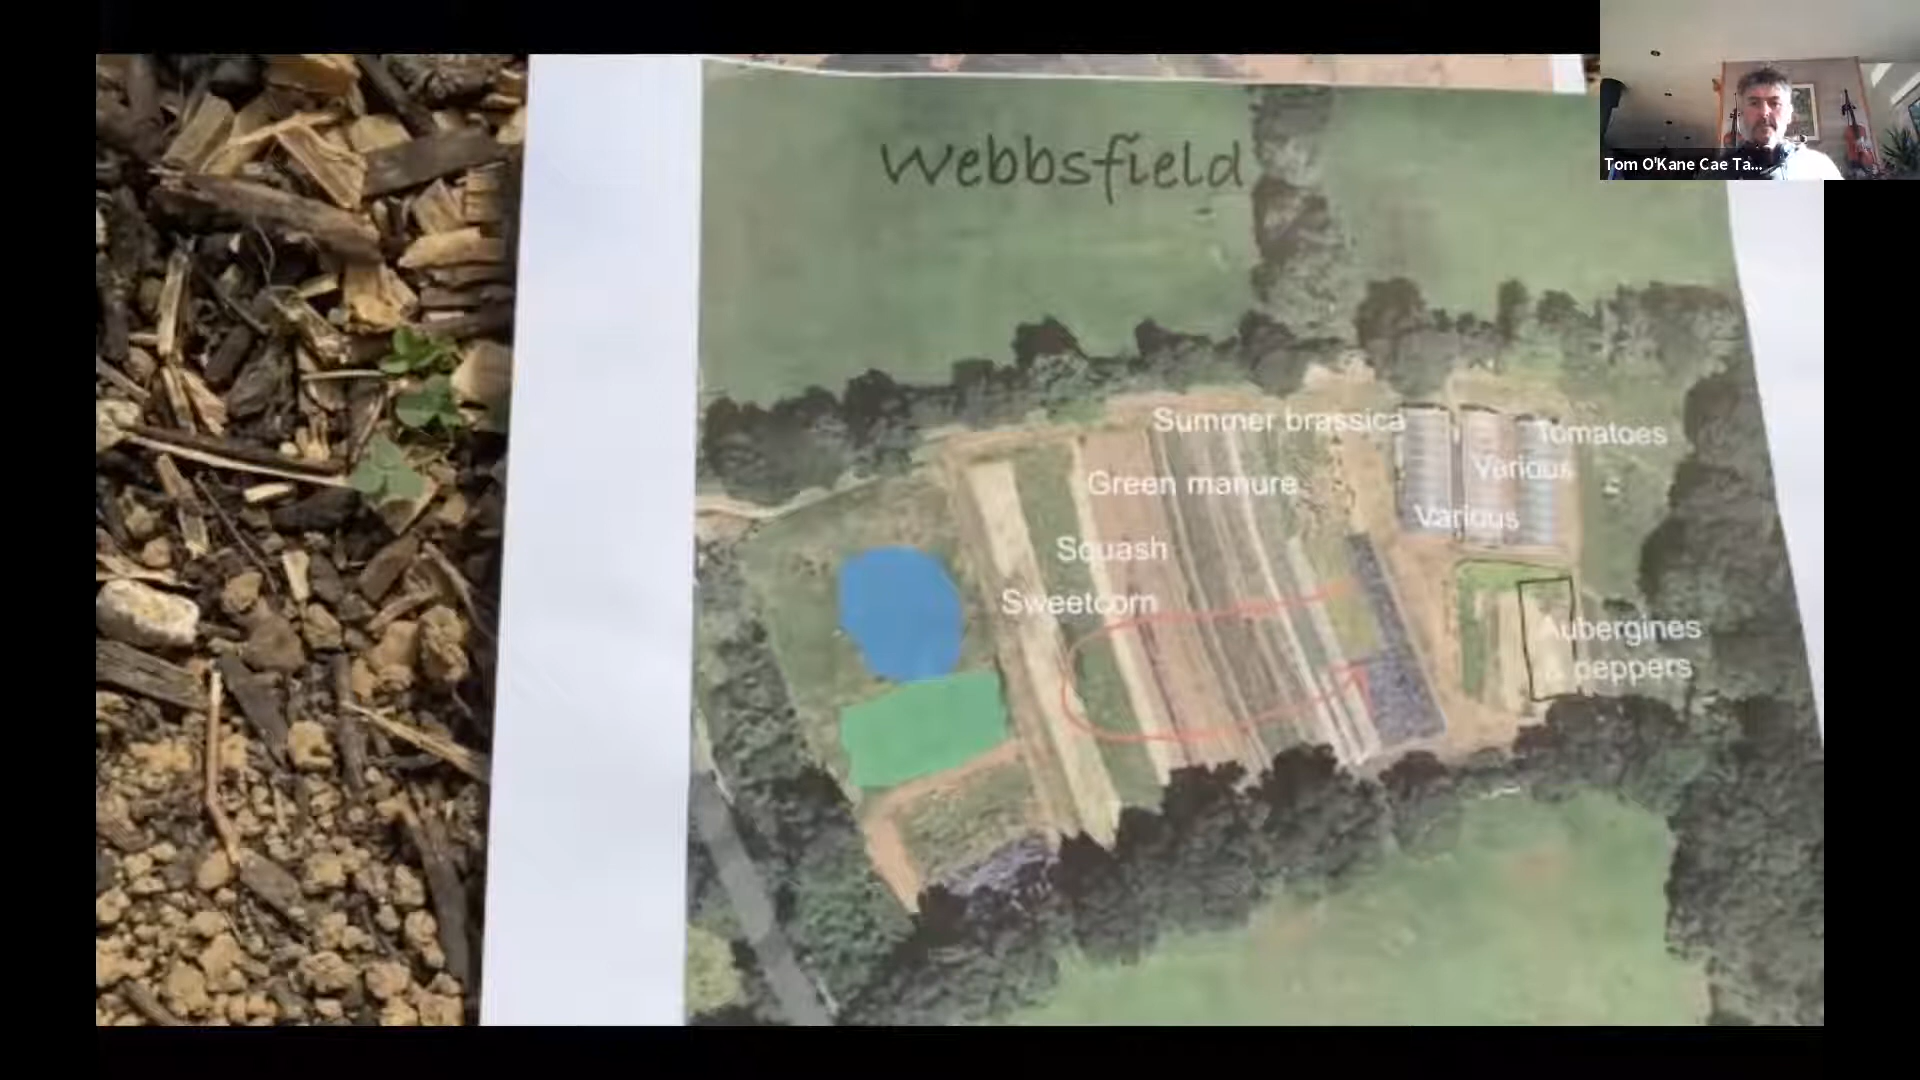 Webbsfield
Tom O'Kane Cae Ta...
Summer brassica
Tomatoes
Various
Green manure
Various
Squash
Sweetcorn
Aubergines
& peppers